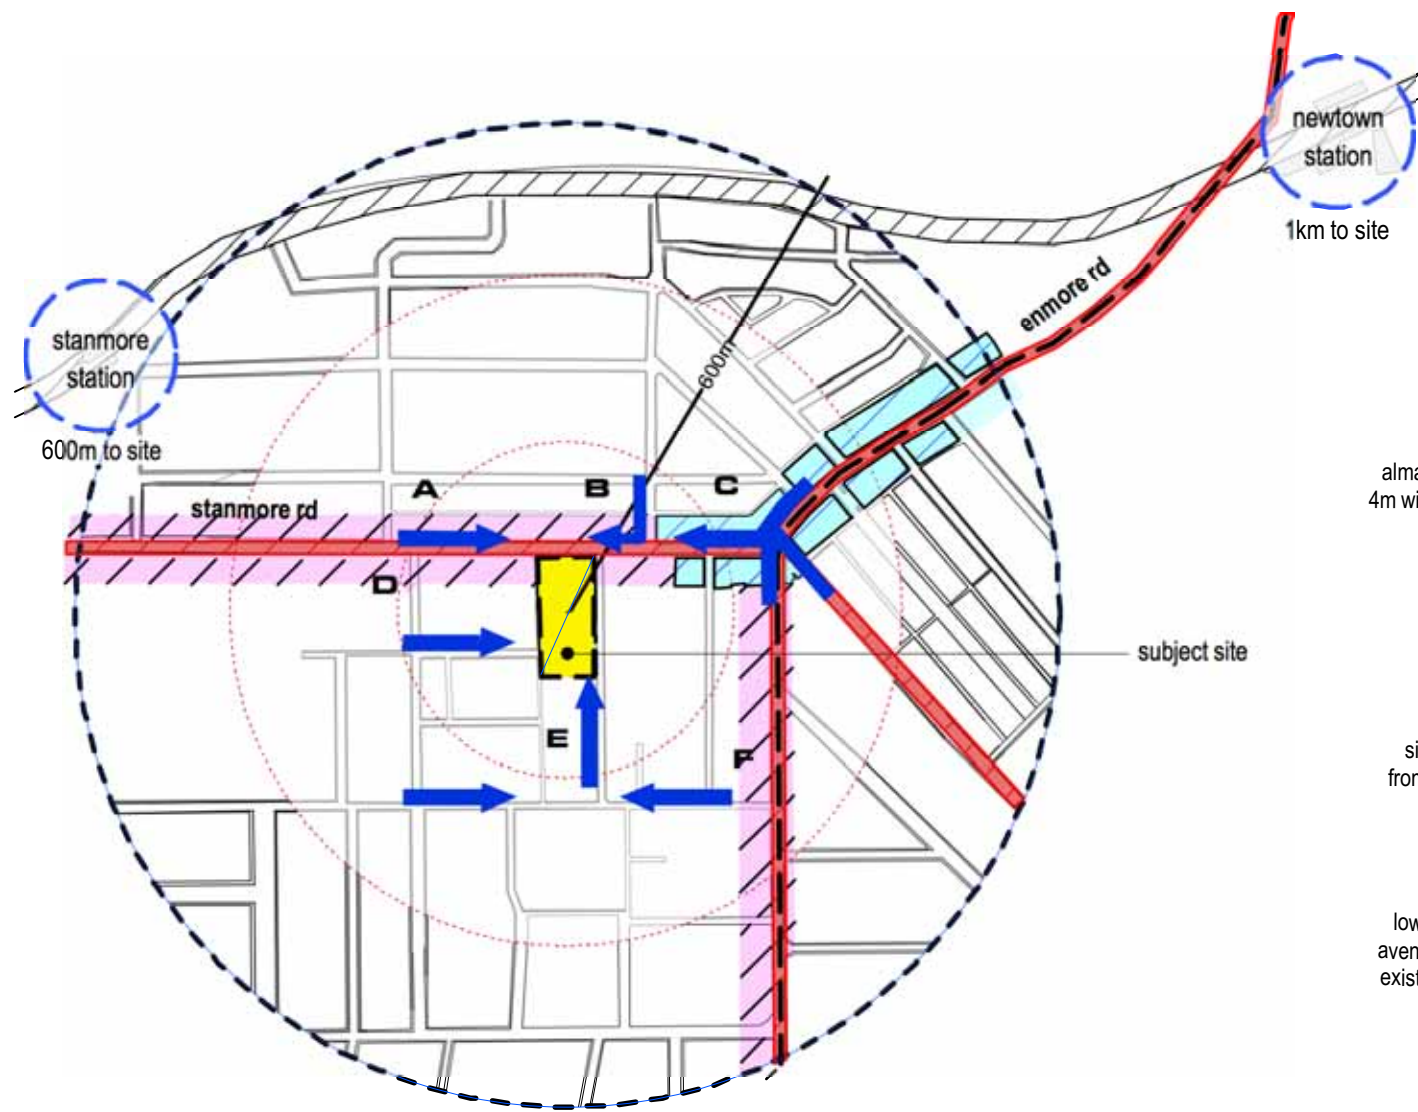 newtown
station
1km to site
enmore rd
stanmore
station
600m
600m to site
A
B
C
stanmore rd
D
subject site
E
F
alma
4m wi
si
fron
low
aven
exist